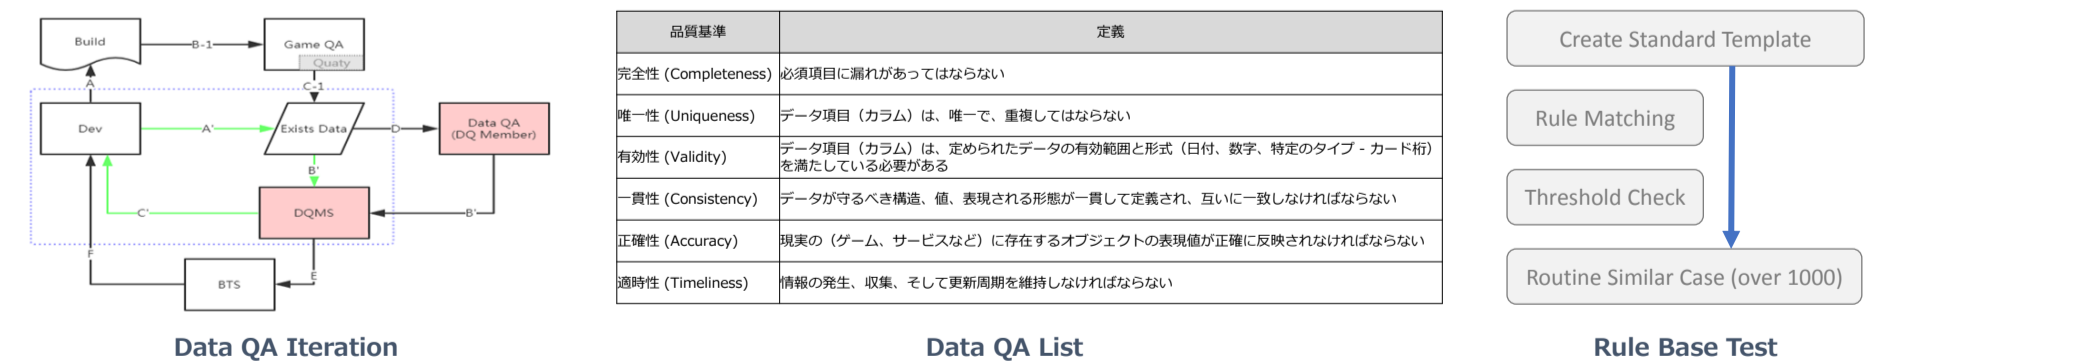 Build
B-1
Game QA
Quaty
A
C-1
Dev
A'
Exists Data
D
Data QA
(DQ Member)
B'
DQMS
C'
B'
F
E
BTS
Data QA Iteration
品質基準 定義
完全性 (Completeness) 必須項目に漏れがあってはならない
唯一性 (Uniqueness) データ項目（カラム）は、唯一で、重複してはならない
有効性 (Validity) データ項目（カラム）は、定められたデータの有効範囲と形式（日付、数字、特定のタイプ - カード桁）
を満たしている必要がある
一貫性 (Consistency) データが守るべき構造、値、表現される形態が一貫して定義され、互いに一致しなければならない
正確性 (Accuracy) 現実の（ゲーム、サービスなど）に存在するオブジェクトの表現値が正確に反映されなければならない
適時性 (Timeliness) 情報の発生、収集、そして更新周期を維持しなければならない
Data QA List
Create Standard Template
Rule Matching
Threshold Check
Routine Similar Case (over 1000)
Rule Base Test